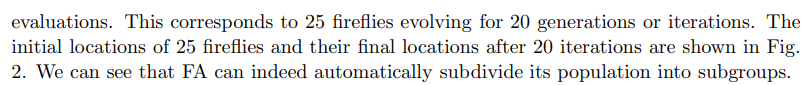 evaluations. This corresponds to 25 fireflies evolving for 20 generations or iterations. The
initial locations of 25 fireflies and their final locations after 20 iterations are shown in Fig.
2. We can see that FA can indeed automatically subdivide its population into subgroups.